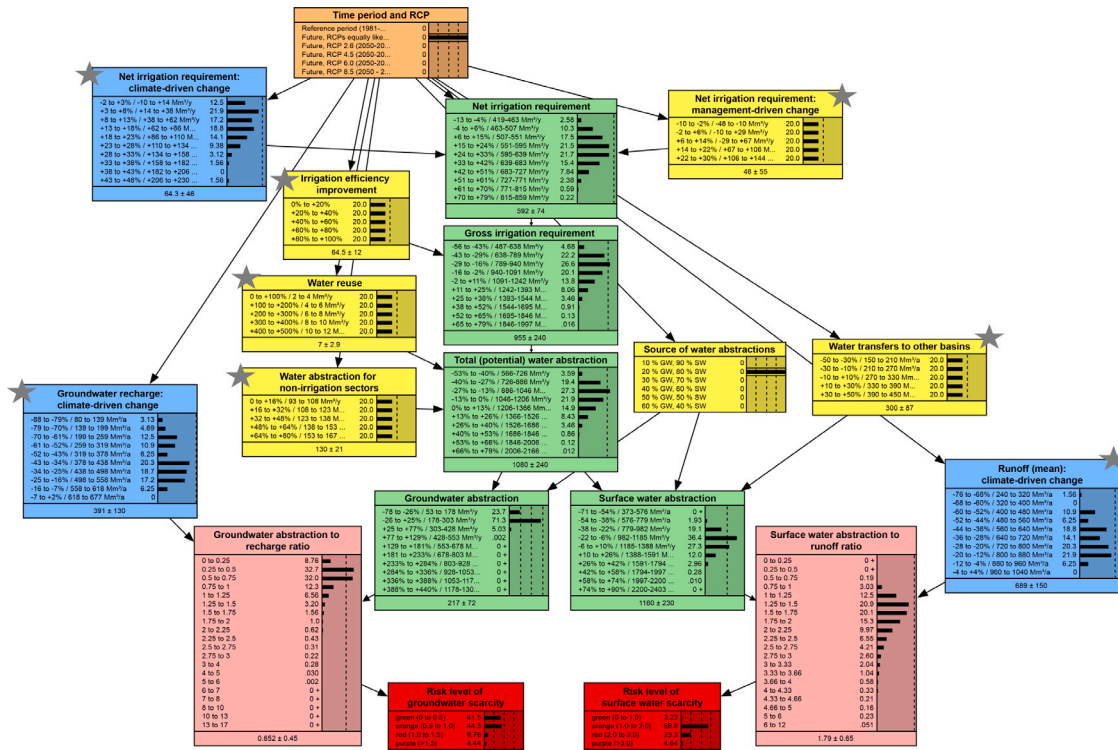 Time period and RCP
Reference period (1981-... 0
Future, RCPs equally like... 0
Future, RCP 2.6 (2050-20... 0
Future, RCP 4.5 (2050-20... 0
Future, RCP 6.0 (2050-20... 0
Future, RCP 8.5 (2050 - 2... 0
Net irrigation requirement:
climate-driven change
-2 to +3% / -10 to +14 Mm³/y 12.5
+3 to +8% / +14 to +38 Mm³/y 21.9
+8 to +13% / +38 to +62 Mm³/y 17.2
+13 to +18% / +62 to +86 M... 18.8
+18 to +23% / +86 to +110 M... 14.1
+23 to +28% / +110 to +134 ... 9.38
+28 to +33% / +134 to +158 ... 3.12
+33 to +38% / +158 to +182 ... 1.56
+38 to +43% / +182 to +206 ... 0
+43 to +48% / +206 to +230 ... 1.56
64.3 ± 46
Net irrigation requirement
-13 to -4% / 419-463 Mm³/y 2.58
-4 to +6% / 463-507 Mm³/y 10.3
+6 to +15% / 507-551 Mm³/y 17.5
+15 to +24% / 551-595 Mm³/y 21.5
+24 to +33% / 595-639 Mm³/y 21.7
+33 to +42% / 639-683 Mm³/y 15.4
+42 to +51% / 683-727 Mm³/y 7.84
+51 to +61% / 727-771 Mm³/y 2.38
+61 to +70% / 771-815 Mm³/y 0.59
+70 to +79% / 815-859 Mm³/y 0.22
592 ± 74
Net irrigation requirement:
management-driven change
-10 to -2% / -48 to -10 Mm³/y 20.0
-2 to +6% / -10 to +29 Mm³/y 20.0
+6 to +14% / -29 to +67 Mm³/y 20.0
+14 to +22% / +67 to +106 M... 20.0
+22 to +30% / +106 to +144 ... 20.0
48 ± 55
Irrigation efficiency
improvement
0% to +20% 20.0
+20% to +40% 20.0
+40% to +60% 20.0
+60% to +80% 20.0
+80% to +100% 20.0
64.5 ± 12
Gross irrigation requirement
-56 to -43% / 487-638 Mm³/y 4.68
-43 to -29% / 638-789 Mm³/y 22.2
-29 to -16% / 789-940 Mm³/y 26.6
-16 to -2% / 940-1091 Mm³/y 20.1
-2 to +11% / 1091-1242 Mm³/y 13.8
+11 to +25% / 1242-1393 M... 8.06
+25 to +38% / 1393-1544 M... 3.46
+38 to +52% / 1544-1695 M... 0.91
+52 to +65% / 1695-1846 M... 0.13
+65 to +79% / 1846-1997 M... .016
955 ± 240
Water reuse
0 to +100% / 2 to 4 Mm³/y 20.0
+100 to +200% / 4 to 6 Mm³/y 20.0
+200 to +300% / 6 to 8 Mm³/y 20.0
+300 to +400% / 8 to 10 Mm³/y 20.0
+400 to +500% / 10 to 12 M... 20.0
7 ± 2.9
Total (potential) water abstraction
-53% to -40% / 566-726 Mm³/y 3.59
-40% to -27% / 726-886 Mm³/y 19.4
-27% to -13% / 886-1046 M... 27.3
-13% to 0% / 1046-1206 M... 21.9
0% to +13% / 1206-1366 M... 14.9
+13% to +26% / 1366-1526 ... 8.43
+26% to +40% / 1526-1686 ... 3.46
+40% to +53% / 1686-1846 ... 0.86
+53% to +66% / 1846-2006 ... 0.12
+66% to +79% / 2006-2166 ... .012
1080 ± 240
Source of water abstractions
10 % GW, 90 % SW 0
20 % GW, 80 % SW 0
30 % GW, 70 % SW 0
40 % GW, 60 % SW 0
50 % GW, 50 % SW 0
60 % GW, 40 % SW 0
Water transfers to other basins
-50 to -30% / 150 to 210 Mm³/a 20.0
-30 to -10% / 210 to 270 Mm³/a 20.0
-10 to +10% / 270 to 330 Mm... 20.0
+10 to +30% / 330 to 390 M... 20.0
+30 to +50% / 390 to 450 M... 20.0
300 ± 87
Water abstraction for
non-irrigation sectors
0 to +16% / 93 to 108 Mm³/y 20.0
+16 to +32% / 108 to 123 M... 20.0
+32 to +48% / 123 to 138 M... 20.0
+48% to +64% / 138 to 153 ... 20.0
+64% to +80% / 153 to 167 ... 20.0
130 ± 21
Groundwater recharge:
climate-driven change
-88 to -79% / 80 to 139 Mm³/a 3.13
-79 to -70% / 139 to 199 Mm³/a 4.69
-70 to -61% / 199 to 259 Mm³/a 12.5
-61 to -52% / 259 to 319 Mm³/a 10.9
-52 to -43% / 319 to 378 Mm³/a 6.25
-43 to -34% / 378 to 438 Mm³/a 20.3
-34 to -25% / 438 to 498 Mm³/a 18.7
-25 to -16% / 498 to 558 Mm³/a 17.2
-16 to -7% / 558 to 618 Mm³/a 6.25
-7 to +2% / 618 to 677 Mm³/a 0
391 ± 130
Groundwater abstraction
-78 to -26% / 53 to 178 Mm³/y 23.7
-26 to +25% / 178-303 Mm³/y 71.3
+25 to +77% / 303-428 Mm³/y 5.03
+77 to +129% / 428-553 Mm³/y .002
+129 to +181% / 553-678 M... 0 +
+181 to +233% / 678-803 M... 0 +
+233% to +284% / 803-928 ... 0 +
+284% to +336% / 928-1053... 0 +
+336% to +388% / 1053-117... 0 +
+388% to +440% / 1178-130... 0 +
217 ± 72
Surface water abstraction
-71 to -54% / 373-576 Mm³/y 0 +
-54 to -38% / 576-779 Mm³/y 1.93
-38 to -22% / 779-982 Mm³/y 19.1
-22 to -6% / 982-1185 Mm³/y 36.4
-6 to +10% / 1185-1388 Mm³/y 27.3
+10 to +26% / 1388-1591 M... 12.0
+26% to +42% / 1591-1794 ... 2.96
+42% to +58% / 1794-1997 ... 0.28
+58% to +74% / 1997-2200 ... .010
+74% to +90% / 2200-2403 ... 0 +
1160 ± 230
Runoff (mean):
climate-driven change
-76 to -68% / 240 to 320 Mm³/a 1.56
-68 to -60% / 320 to 400 Mm³/a 0
-60 to -52% / 400 to 480 Mm³/a 10.9
-52 to -44% / 480 to 560 Mm³/a 6.25
-44 to -36% / 560 to 640 Mm³/a 18.8
-36 to -28% / 640 to 720 Mm³/a 14.1
-28 to -20% / 720 to 800 Mm³/a 20.3
-20 to -12% / 800 to 880 Mm³/a 21.9
-12 to -4% / 880 to 960 Mm³/a 6.25
-4 to +4% / 960 to 1040 Mm³/a 0
689 ± 150
Groundwater abstraction to
recharge ratio
0 to 0.25 8.76
0.25 to 0.5 32.7
0.5 to 0.75 32.0
0.75 to 1 12.3
1 to 1.25 6.56
1.25 to 1.5 3.20
1.5 to 1.75 1.56
1.75 to 2 1.0
2 to 2.25 0.62
2.25 to 2.5 0.43
2.5 to 2.75 0.31
2.75 to 3 0.22
3 to 4 0.28
4 to 5 .030
5 to 6 .002
6 to 7 0 +
7 to 8 0 +
8 to 10 0 +
10 to 13 0 +
13 to 17 0 +
0.652 ± 0.45
Surface water abstraction to
runoff ratio
0 to 0.25 0 +
0.25 to 0.5 0 +
0.5 to 0.75 0.19
0.75 to 1 3.03
1 to 1.25 12.5
1.25 to 1.5 20.9
1.5 to 1.75 20.1
1.75 to 2 15.3
2 to 2.25 9.97
2.25 to 2.5 6.55
2.5 to 2.75 4.21
2.75 to 3 2.60
3 to 3.33 2.04
3.33 to 3.66 1.04
3.66 to 4 0.58
4 to 4.33 0.33
4.33 to 4.66 0.21
4.66 to 5 0.16
5 to 6 0.23
6 to 12 .051
1.79 ± 0.65
Risk level of
groundwater scarcity
green (0 to 0.5) 41.5
orange (0.5 to 1.0) 44.3
red (1.0 to 1.5) 9.76
purple (>1.5) 4.44
Risk level of
surface water scarcity
green (0 to 1.0) 3.22
orange (1.0 to 2.0) 68.8
red (2.0 to 3.0) 23.3
purple (>3.0) 4.64